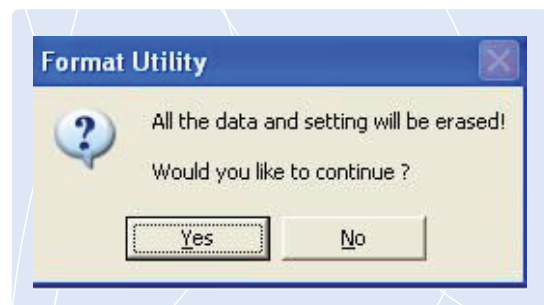 Format Utility
All the data and setting will be erased!
Would you like to continue ?
Yes No